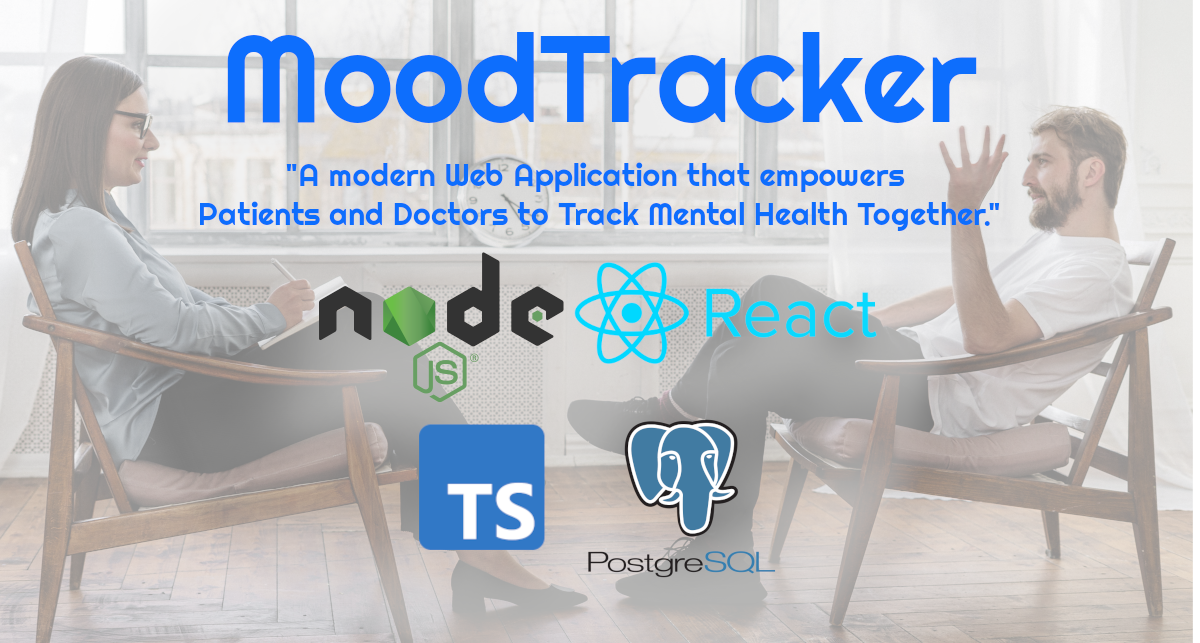 MoodTracker
"A modern Web Application that empowers
Patients and Doctors to Track Mental Health Together."
node
JS®
React
TS
PostgreSQL